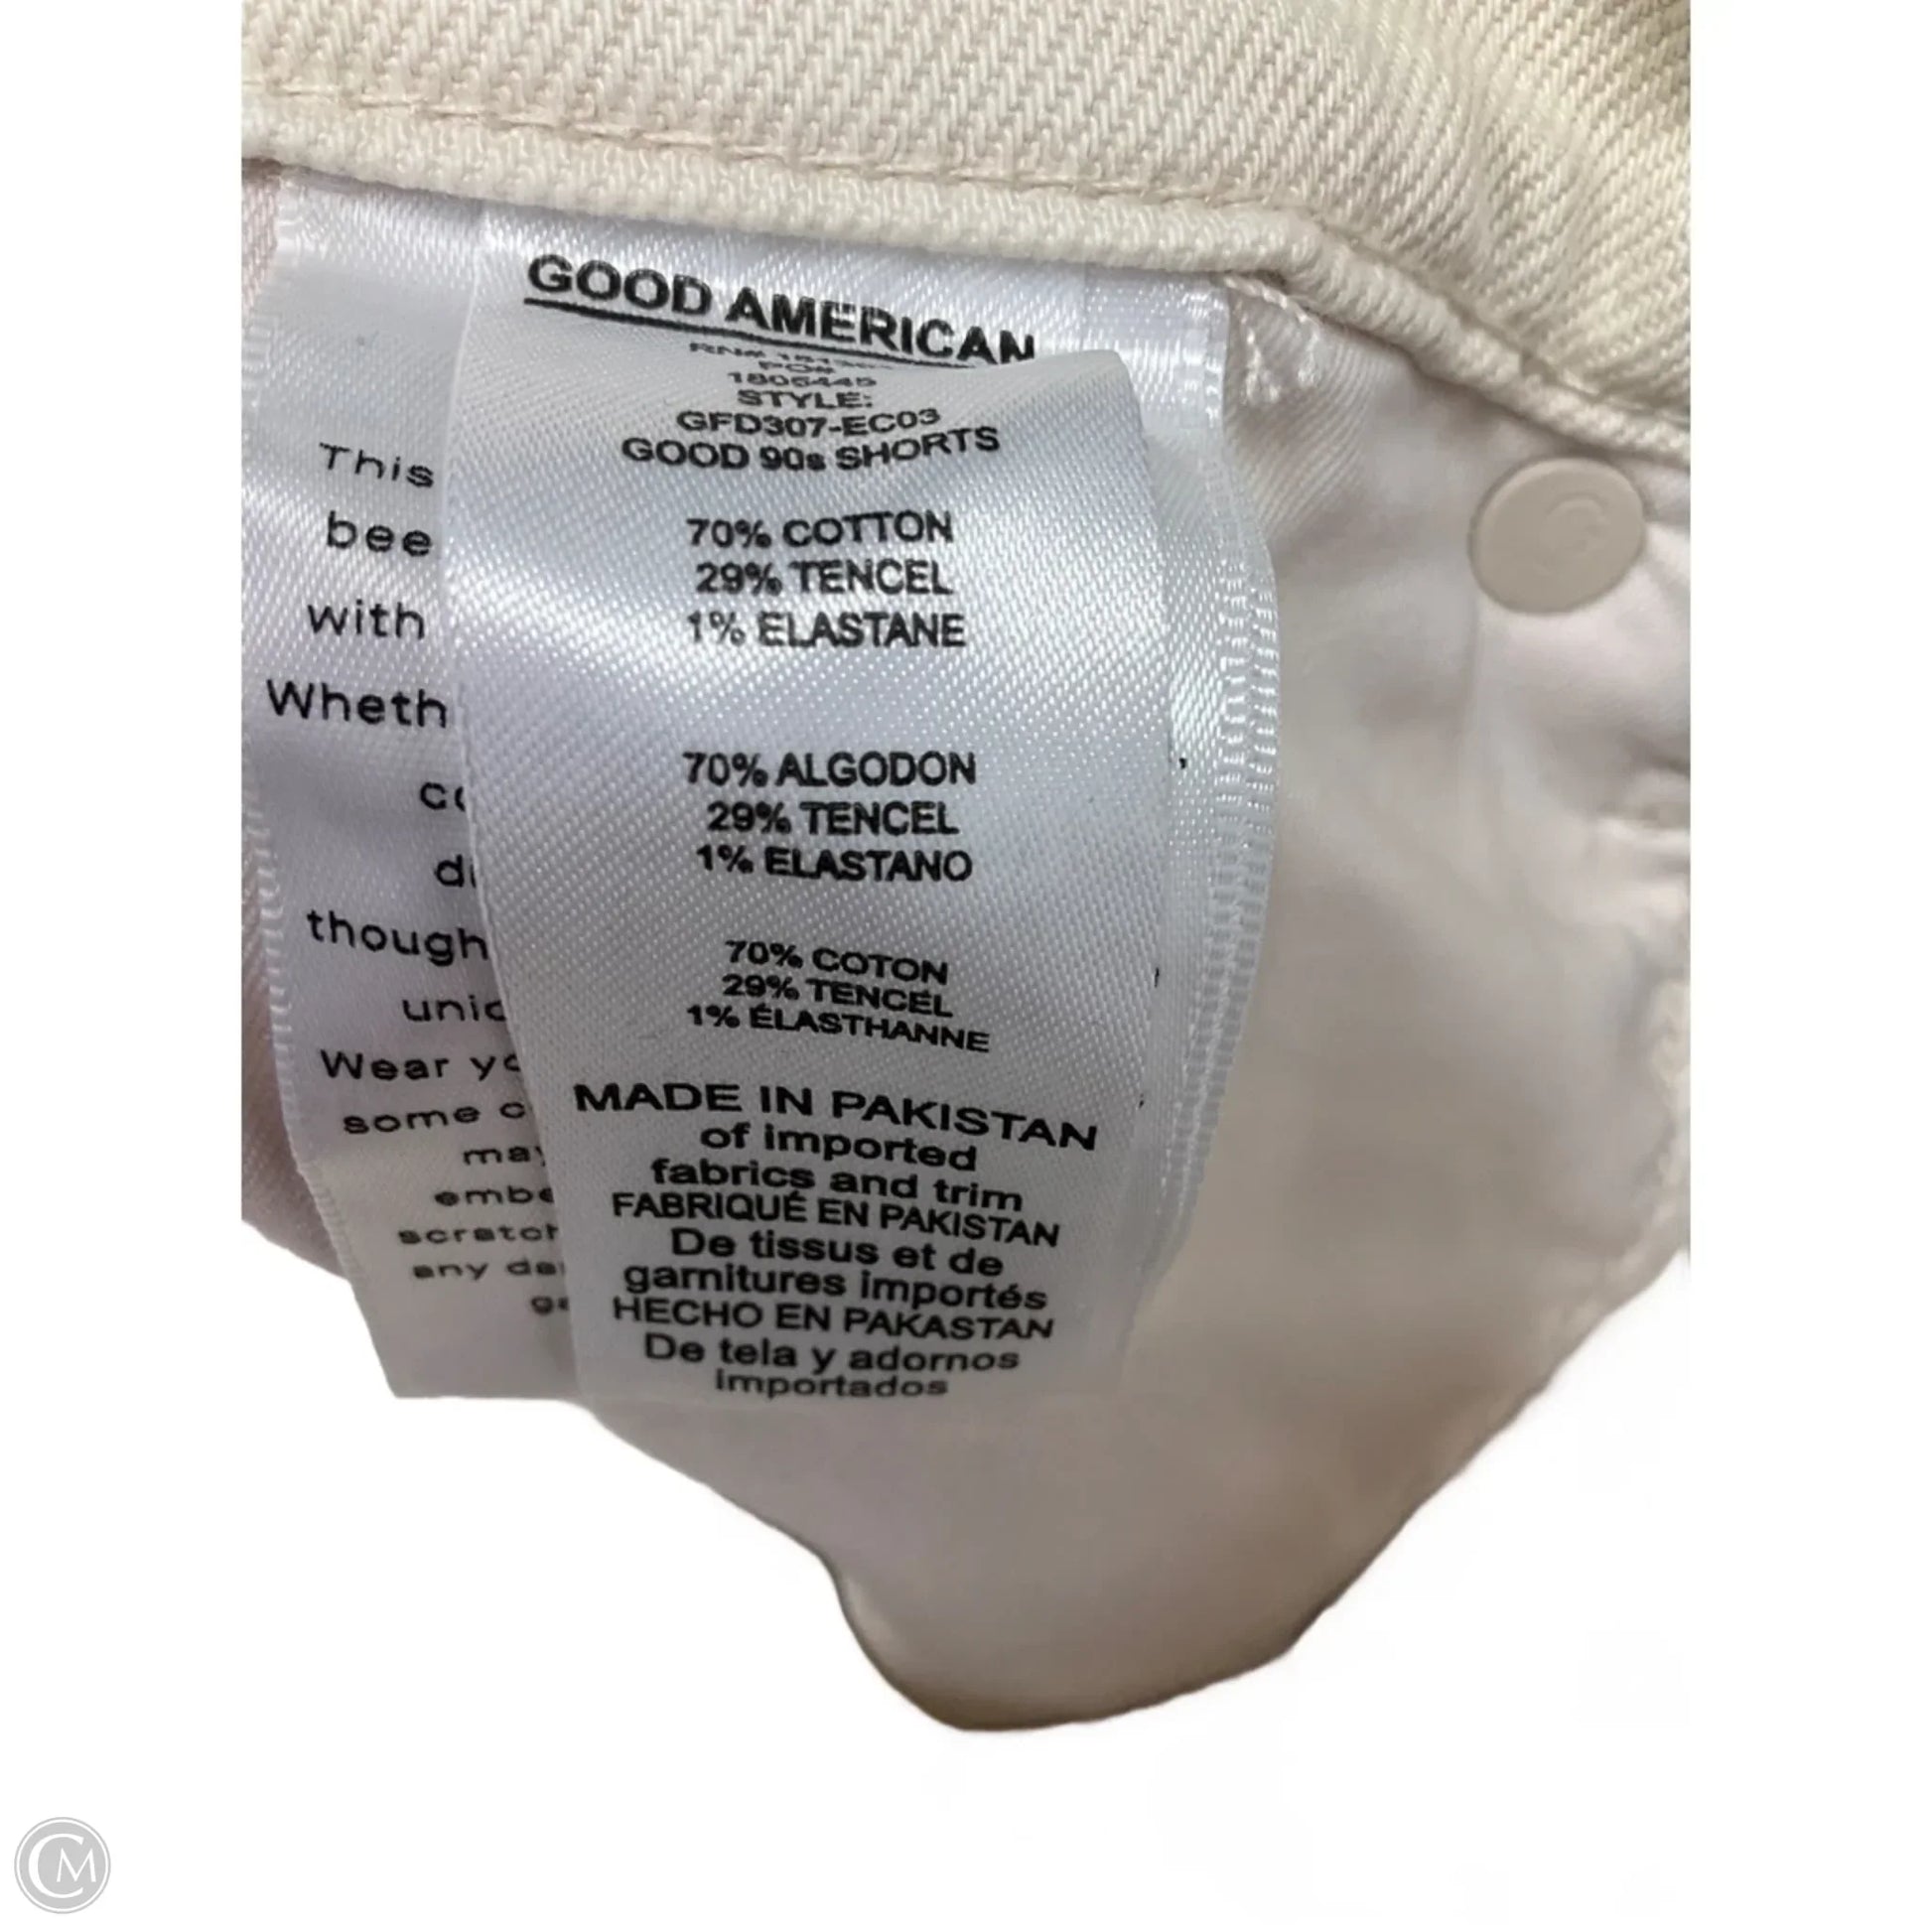 GOOD AMERICAN
PO#
1805445
STYLE:
GFD307-EC03
GOOD 90s SHORTS
70% COTTON
29% TENCEL
1% ELASTANE
70% ALGODON
29% TENCEL
1% ELASTANO
70% COTON
29% TENCEL
1% ÉLASTHANNE
MADE IN PAKISTAN
of imported
fabrics and trim
FABRIQUÉ EN PAKISTAN
De tissus et de
garnitures importés
HECHO EN PAKASTAN
De tela y adornos
importados
This
bee
with
Wheth
though
Wear
some
any
CM